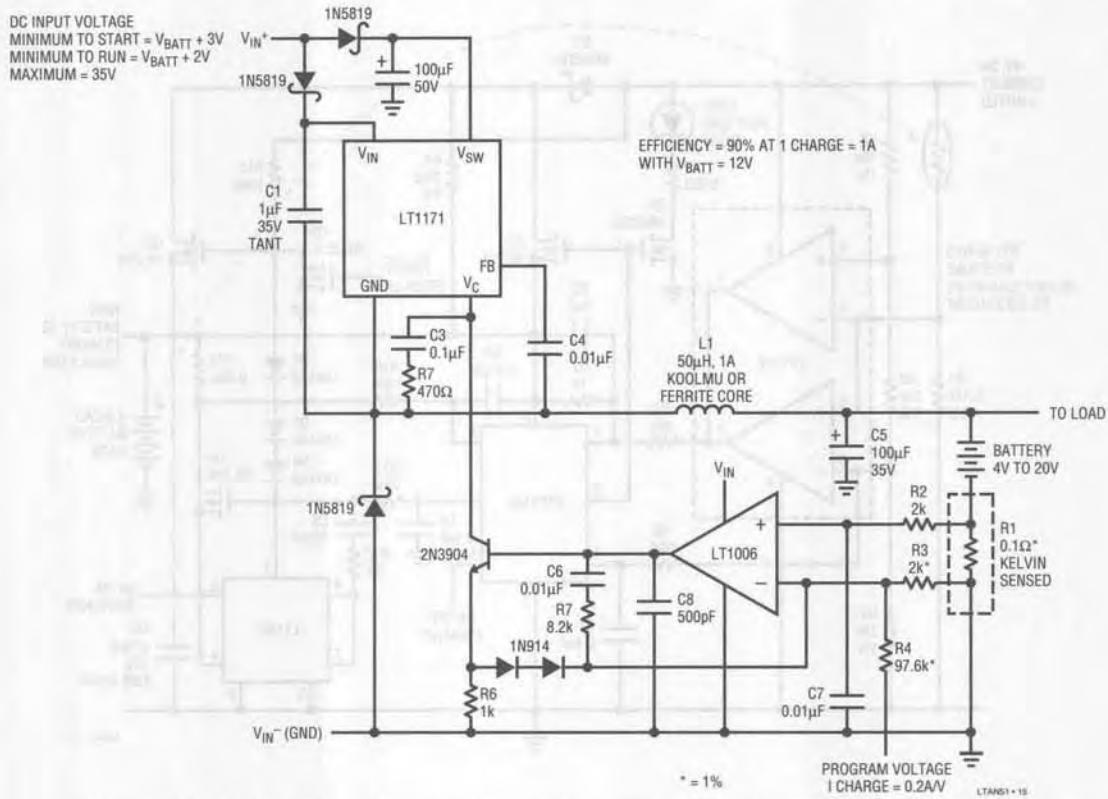 DC INPUT VOLTAGE
MINIMUM TO START = VBATT + 3V
MINIMUM TO RUN = VBATT + 2V
MAXIMUM = 35V
VIN+
1N5819
1N5819
+
100µF
50V
EFFICIENCY = 90% AT 1 CHARGE = 1A
WITH VBATT = 12V
VIN
VSW
LT1171
FB
GND
VC
C1
1µF
35V
TANT
C3
0.1µF
R7
470Ω
C4
0.01µF
L1
50µH, 1A
KOOLMU OR
FERRITE CORE
TO LOAD
+
C5
100µF
35V
BATTERY
4V TO 20V
1N5819
VIN
R2
2k
R3
2k*
R1
0.1Ω*
KELVIN
SENSED
2N3904
LT1006
+
−
C6
0.01µF
R7
8.2k
C8
500pF
1N914
R4
97.6k*
R6
1k
C7
0.01µF
VIN− (GND)
* = 1%
PROGRAM VOLTAGE
I CHARGE = 0.2A/V
LTAN51 • 15